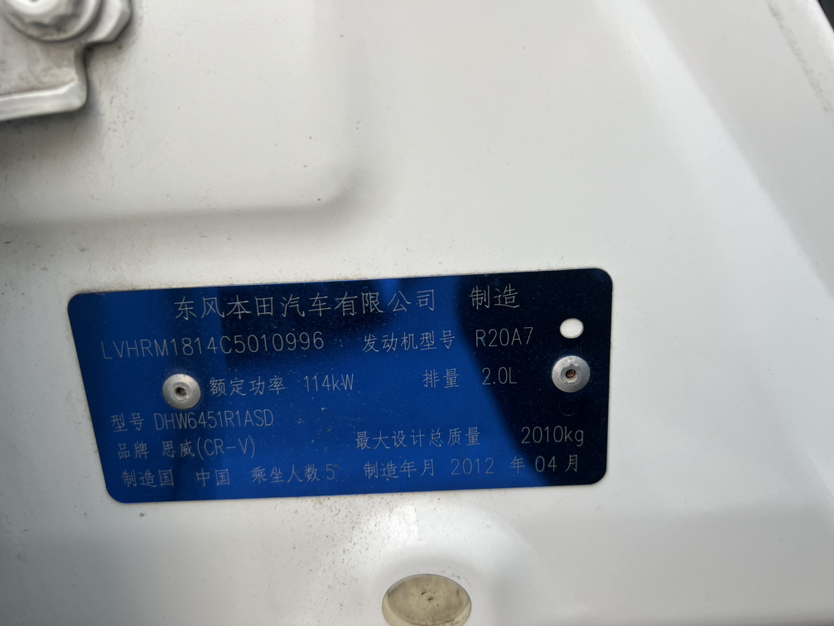 东风本田汽车有限公司 制造
LVHRM1814C5010996 发动机型号 R20A7
额定功率 114kW 排量 2.0L
型号 DHW6451R1ASD
品牌 思威(CR-V) 最大设计总质量 2010kg
制造国 中国 乘坐人数 5 制造年月 2012 年 04 月